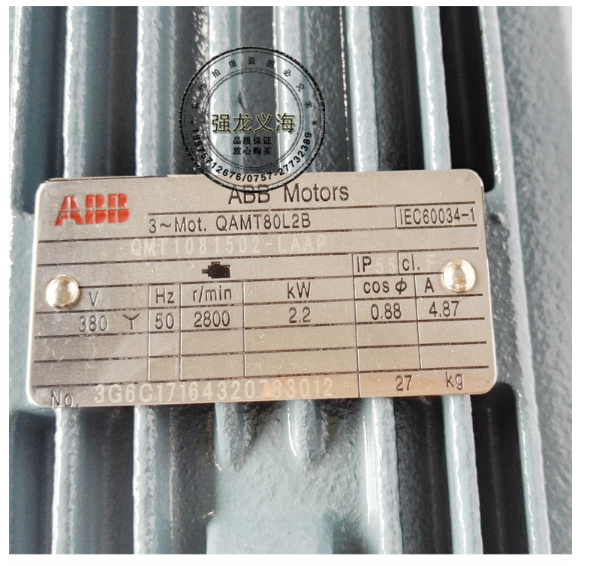 强龙义海
品质保证
放心购买
ABB
ABB Motors
3~Mot. QAMT80L2B
IEC60034-1
QMT1081502-LAAP
IP 55 cl. F
V Hz r/min kW cos ϕ A
380 Y 50 2800 2.2 0.88 4.87
No. 3G6C17164320783012
27 kg